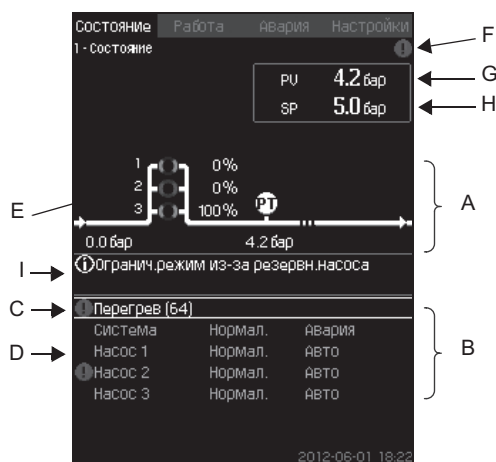 Состояние Работа Авария Настройки
1 - Состояние
F
PV 4.2 бар
G
SP 5.0 бар
H
1 0%
2 0%
3 100%
PT
E
A
0.0 бар 4.2 бар
I
Огранич.режим из-за резервн.насоса
C
Перегрев (64)
Система Нормал. Авария
D
Насос 1 Нормал. Авто
B
Насос 2 Нормал. Авто
Насос 3 Нормал. Авто
2012-06-01 18:22